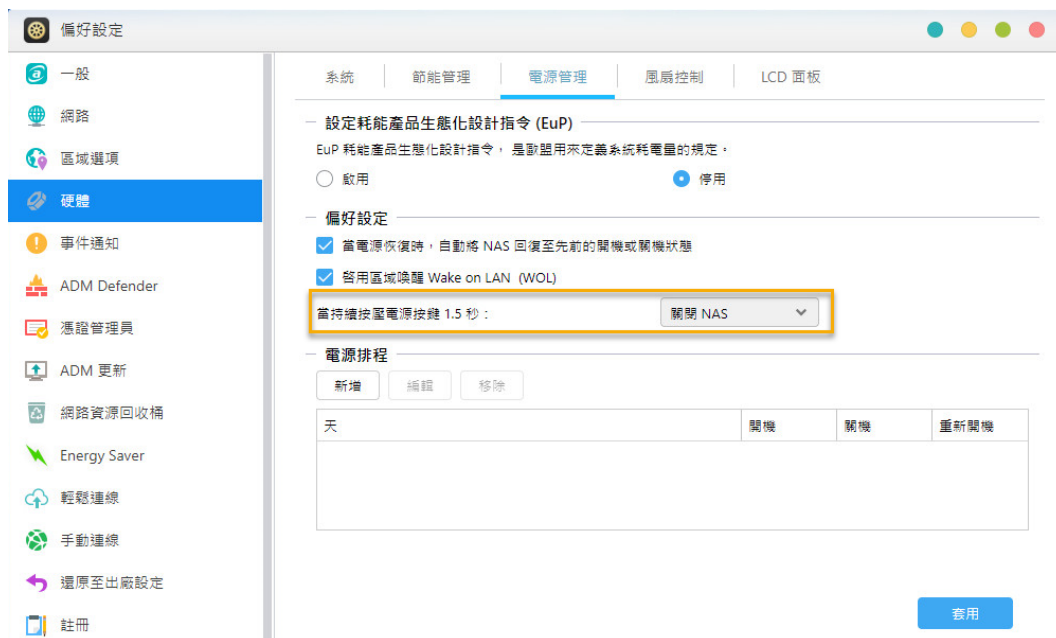 偏好設定
一般
網路
區域選項
硬體
事件通知
ADM Defender
憑證管理員
ADM 更新
網路資源回收桶
Energy Saver
輕鬆連線
手動連線
還原至出廠設定
註冊
系統 節能管理 電源管理 風扇控制 LCD 面板
設定耗能產品生態化設計指令 (EuP)
EuP 耗能產品生態化設計指令， 是歐盟用來定義系統耗電量的規定。
啟用 停用
偏好設定
當電源恢復時，自動將 NAS 回復至先前的開機或關機狀態
啓用區域喚醒 Wake on LAN (WOL)
當持續按壓電源按鍵 1.5 秒： 關閉 NAS
電源排程
新增 編輯 移除
天 開機 關機 重新開機
套用